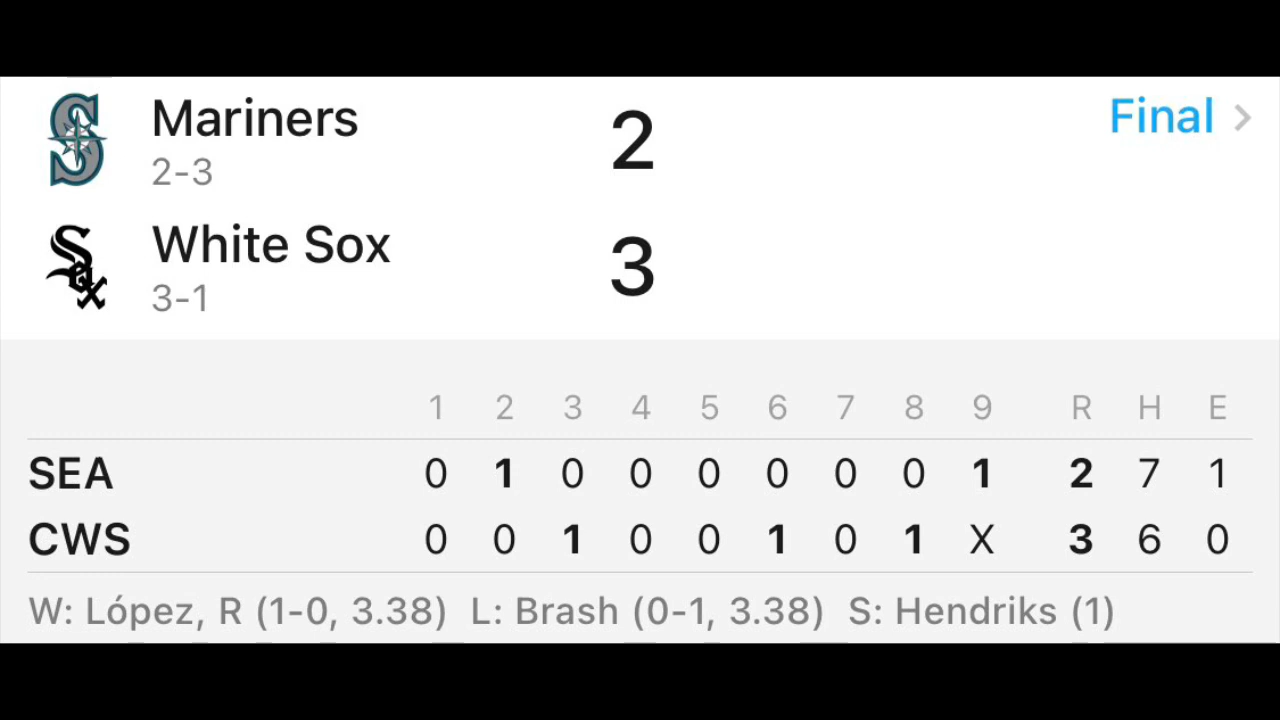 Mariners 2 Final >
2-3
White Sox 3
3-1
1 2 3 4 5 6 7 8 9 R H E
SEA 0 1 0 0 0 0 0 0 1 2 7 1
CWS 0 0 1 0 0 1 0 1 X 3 6 0
W: López, R (1-0, 3.38) L: Brash (0-1, 3.38) S: Hendriks (1)